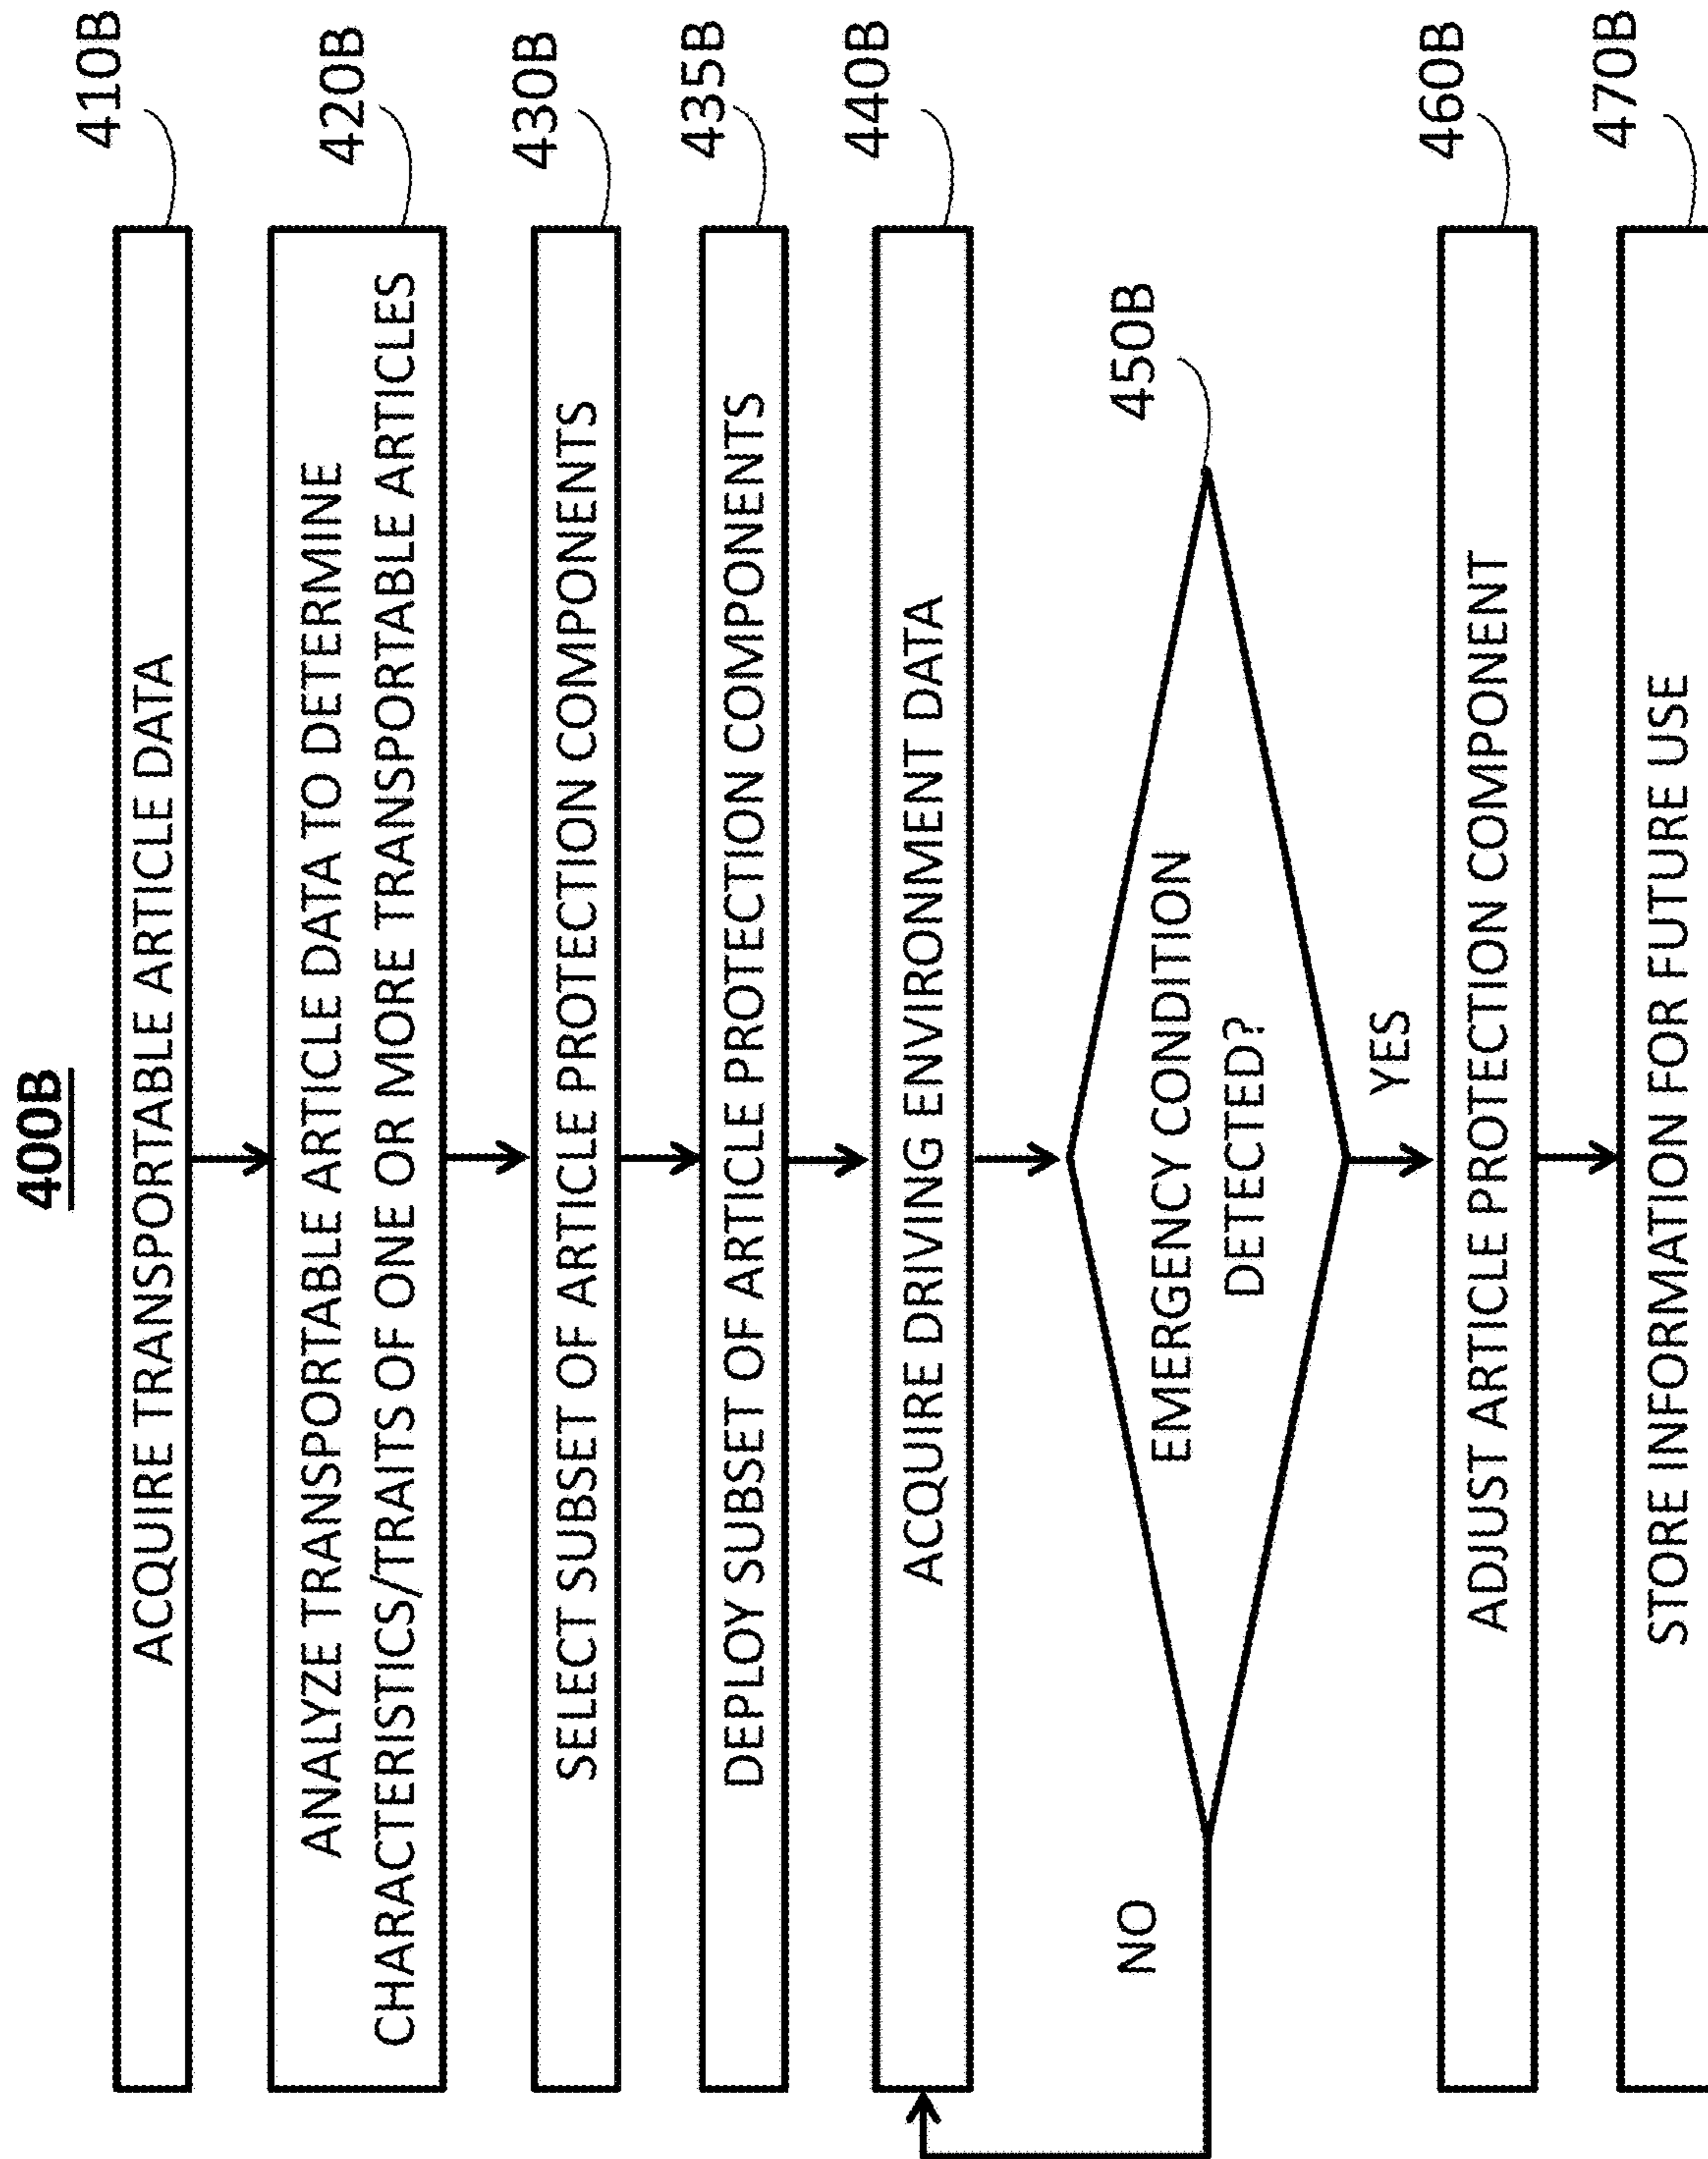 400B
ACQUIRE TRANSPORTABLE ARTICLE DATA
410B
ANALYZE TRANSPORTABLE ARTICLE DATA TO DETERMINE
CHARACTERISTICS/TRAITS OF ONE OR MORE TRANSPORTABLE ARTICLES
420B
SELECT SUBSET OF ARTICLE PROTECTION COMPONENTS
430B
DEPLOY SUBSET OF ARTICLE PROTECTION COMPONENTS
435B
ACQUIRE DRIVING ENVIRONMENT DATA
440B
EMERGENCY CONDITION
DETECTED?
450B
NO
YES
ADJUST ARTICLE PROTECTION COMPONENT
460B
STORE INFORMATION FOR FUTURE USE
470B